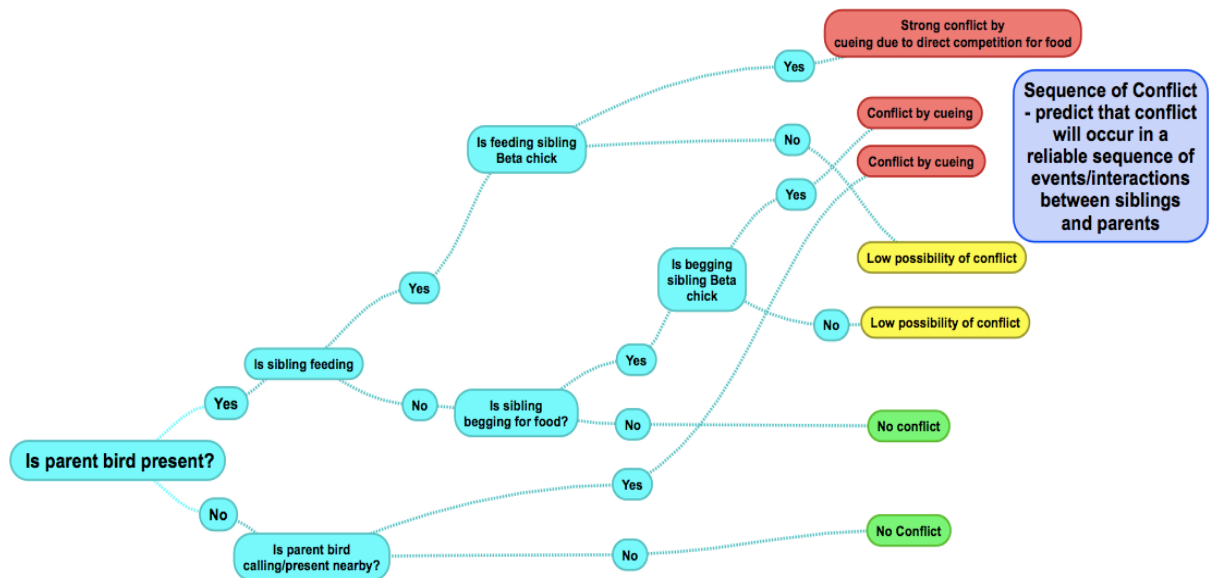 Strong conflict by
cueing due to direct competition for food
Yes
Sequence of Conflict
- predict that conflict
will occur in a
reliable sequence of
events/interactions
between siblings
and parents
Conflict by cueing
Is feeding sibling
Beta chick
No
Conflict by cueing
Yes
Is begging
sibling Beta
chick
Low possibility of conflict
Yes
No
Low possibility of conflict
Is sibling feeding
Yes
Yes
No
Is sibling
begging for food?
No
No conflict
Is parent bird present?
Yes
No
Is parent bird
calling/present nearby?
No
No Conflict